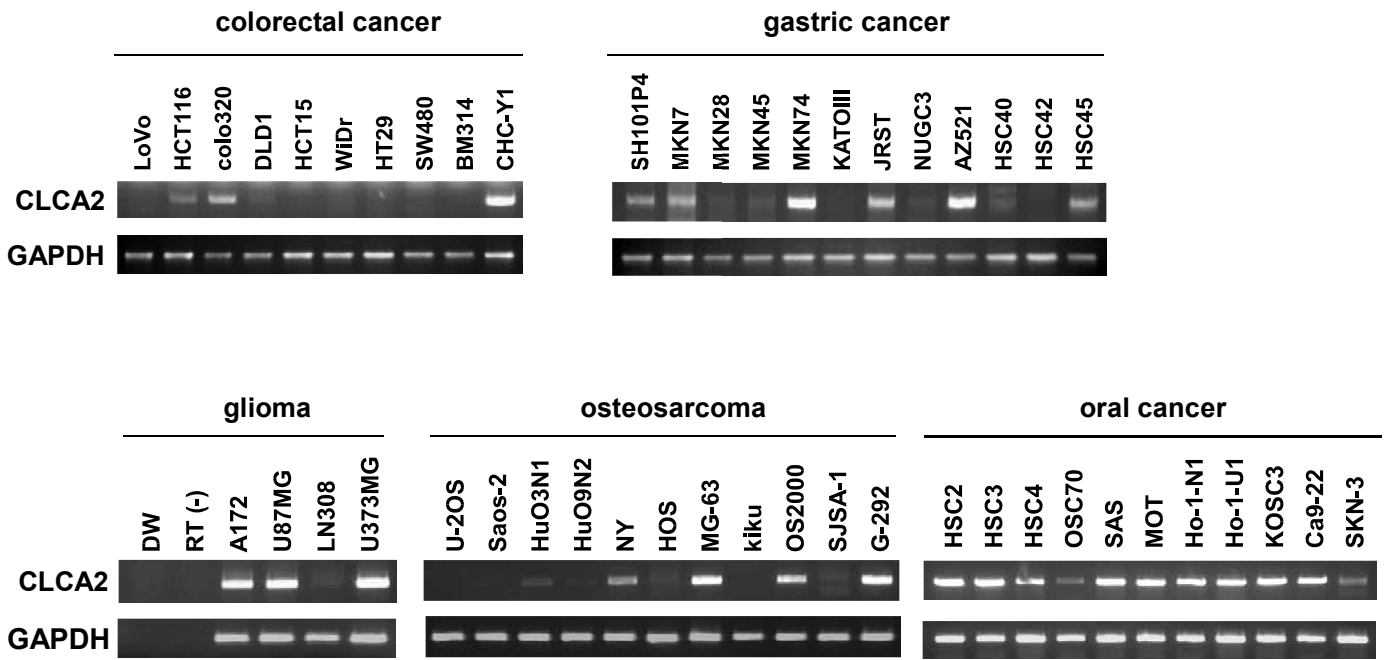 colorectal cancer
gastric cancer
LoVo
HCT116
colo320
DLD1
HCT15
WiDr
HT29
SW480
BM314
CHC-Y1
SH101P4
MKN7
MKN28
MKN45
MKN74
KATOIII
JRST
NUGC3
AZ521
HSC40
HSC42
HSC45
CLCA2
GAPDH
glioma
osteosarcoma
oral cancer
DW
RT (-)
A172
U87MG
LN308
U373MG
U-2OS
Saos-2
HuO3N1
HuO9N2
NY
HOS
MG-63
kiku
OS2000
SJSA-1
G-292
HSC2
HSC3
HSC4
OSC70
SAS
MOT
Ho-1-N1
Ho-1-U1
KOSC3
Ca9-22
SKN-3
CLCA2
GAPDH